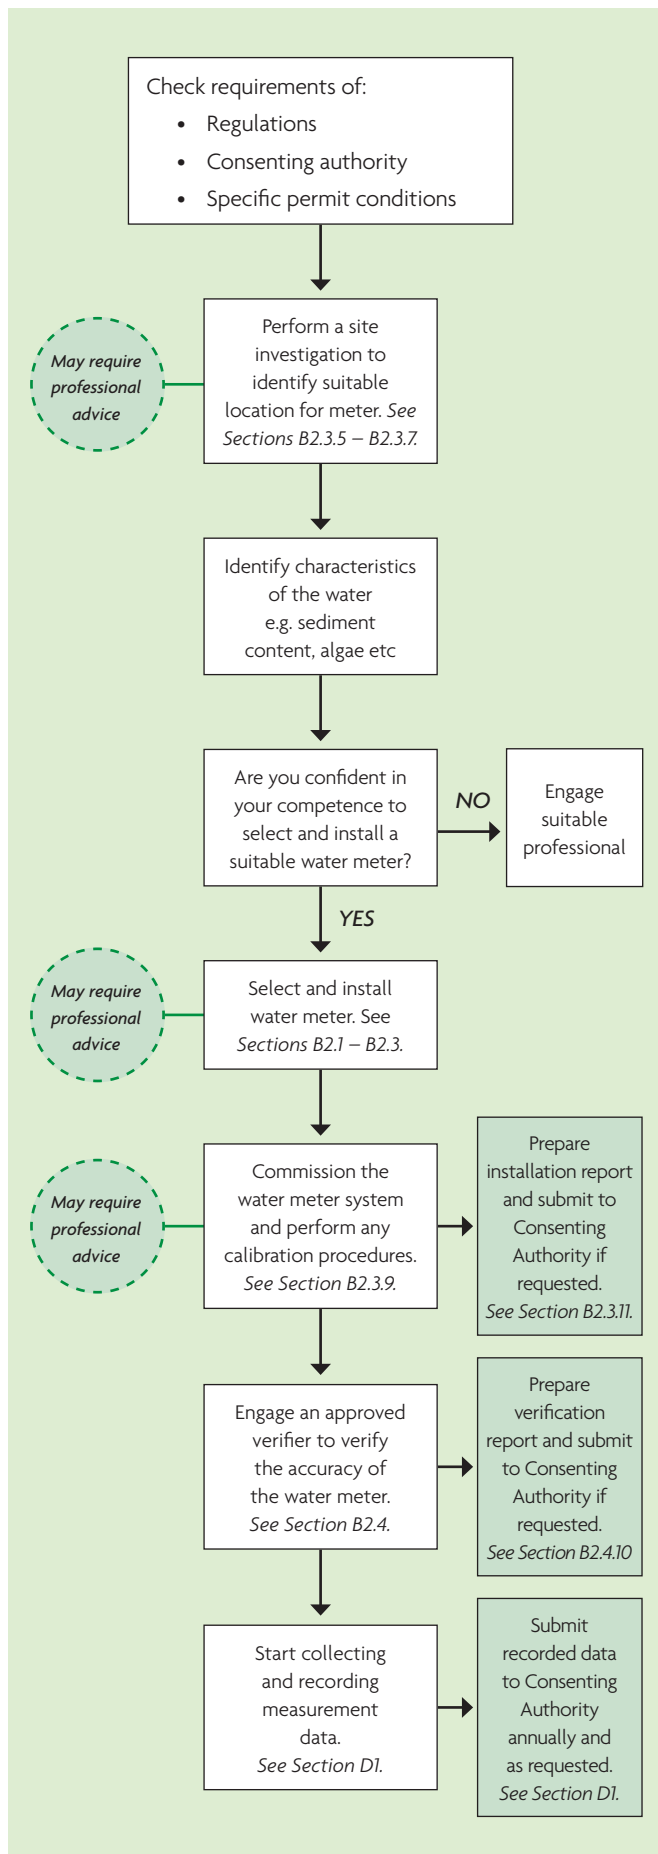 Check requirements of:
• Regulations
• Consenting authority
• Specific permit conditions
Perform a site
investigation to
identify suitable
location for meter. See
Sections B2.3.5 – B2.3.7.
May require
professional
advice
Identify characteristics
of the water
e.g. sediment
content, algae etc
Are you confident in
your competence to
select and install a
suitable water meter?
NO
Engage
suitable
professional
YES
Select and install
water meter. See
Sections B2.1 – B2.3.
May require
professional
advice
Commission the
water meter system
and perform any
calibration procedures.
See Section B2.3.9.
May require
professional
advice
Prepare
installation report
and submit to
Consenting
Authority if
requested.
See Section B2.3.11.
Engage an approved
verifier to verify
the accuracy of
the water meter.
See Section B2.4.
Prepare
verification
report and submit
to Consenting
Authority if
requested.
See Section B2.4.10
Start collecting
and recording
measurement
data.
See Section D1.
Submit
recorded data
to Consenting
Authority
annually and
as requested.
See Section D1.